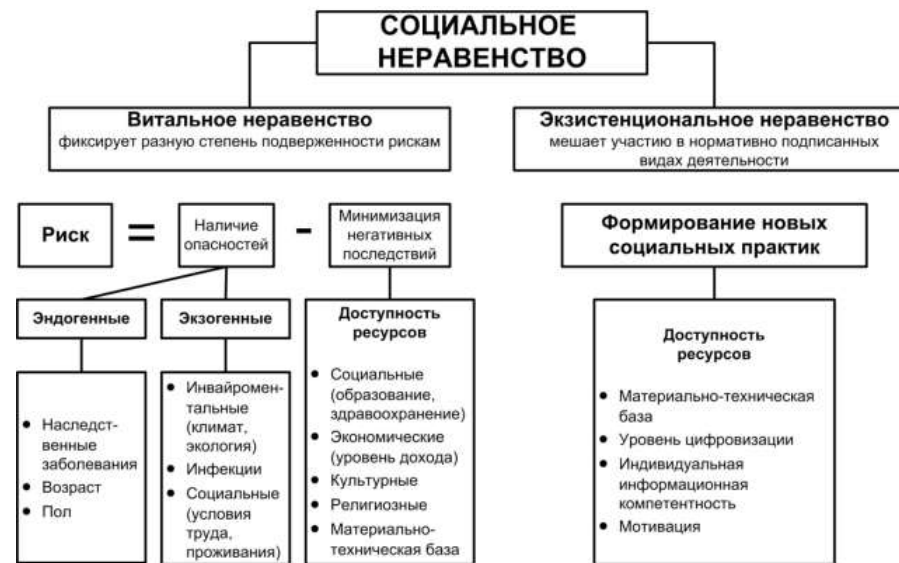 СОЦИАЛЬНОЕ
НЕРАВЕНСТВО
Витальное неравенство
фиксирует разную степень подверженности рискам
Экзистенциональное неравенство
мешает участию в нормативно подписанных
видах деятельности
Риск
=
Наличие
опасностей
-
Минимизация
негативных
последствий
Формирование новых
социальных практик
Эндогенные
Экзогенные
Доступность
ресурсов
• Социальные
(образование,
здравоохранение)
• Экономические
(уровень дохода)
• Культурные
• Религиозные
• Материально-
техническая база
• Наследст-
венные
заболевания
• Возраст
• Пол
• Инвайромен-
тальные
(климат,
экология)
• Инфекции
• Социальные
(условия
труда,
проживания)
Доступность
ресурсов
• Материально-техническая
база
• Уровень цифровизации
• Индивидуальная
информационная
компетентность
• Мотивация